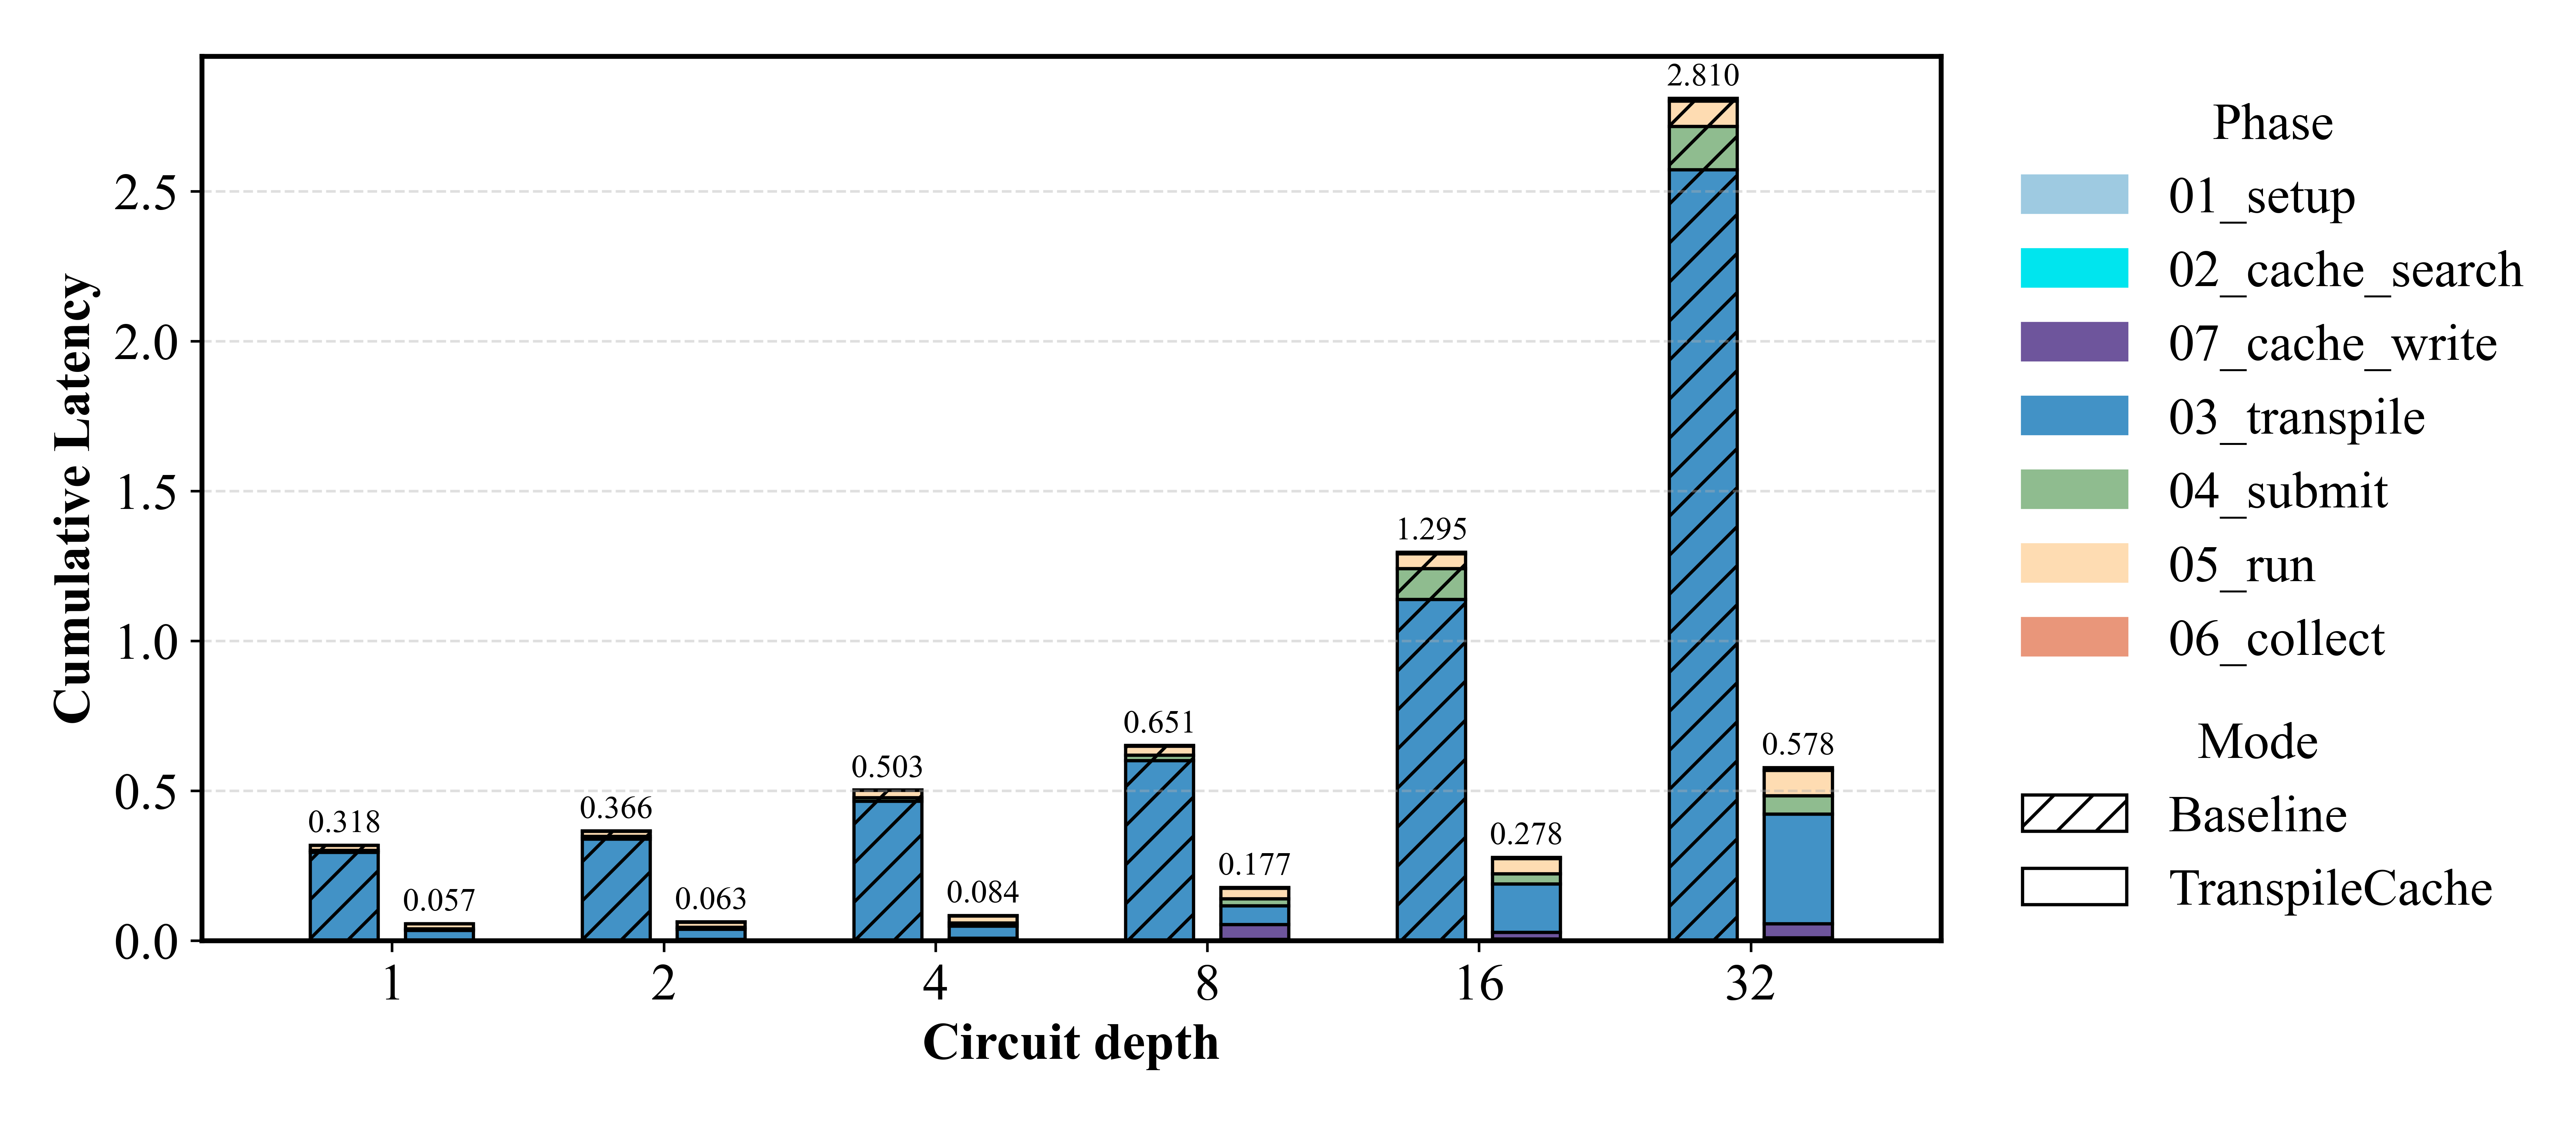 Cumulative Latency
2.5
2.0
1.5
1.0
0.5
0.0
0.318
0.057
0.366
0.063
0.503
0.084
0.651
0.177
1.295
0.278
2.810
0.578
1
2
4
8
16
32
Circuit depth
Phase
01_setup
02_cache_search
07_cache_write
03_transpile
04_submit
05_run
06_collect
Mode
Baseline
TranspileCache